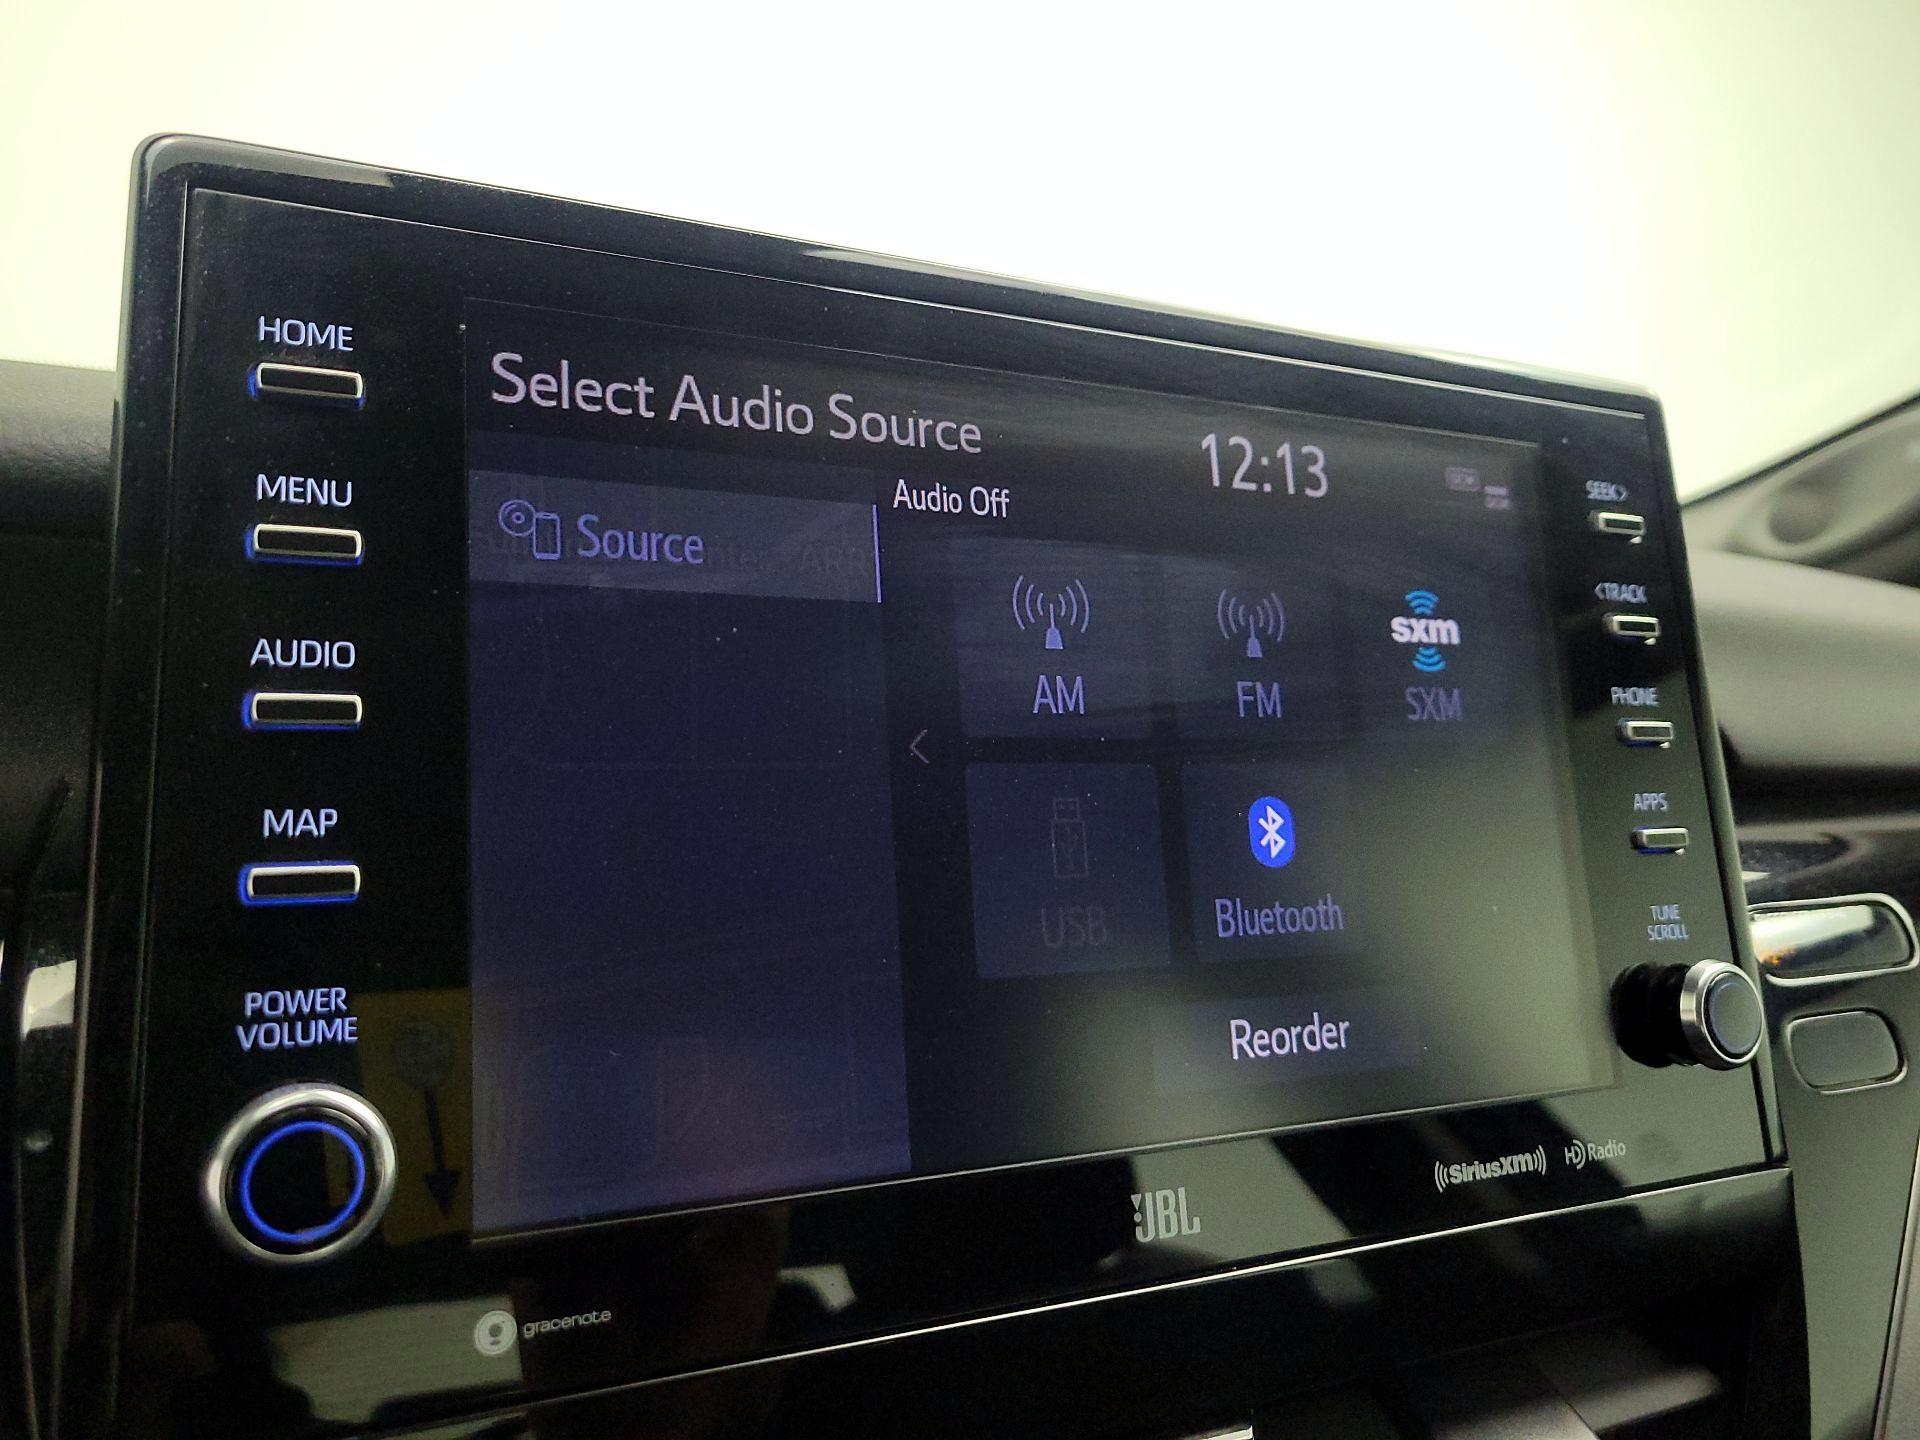 HOME
MENU
AUDIO
MAP
POWER
VOLUME
Select Audio Source
12:13
Source
Audio Off
AM
FM
sxm
SXM
USB
Bluetooth
Reorder
SEEK>
<TRACK
PHONE
APPS
TUNE
SCROLL
gracenote
JBL
SiriusXM
HD Radio